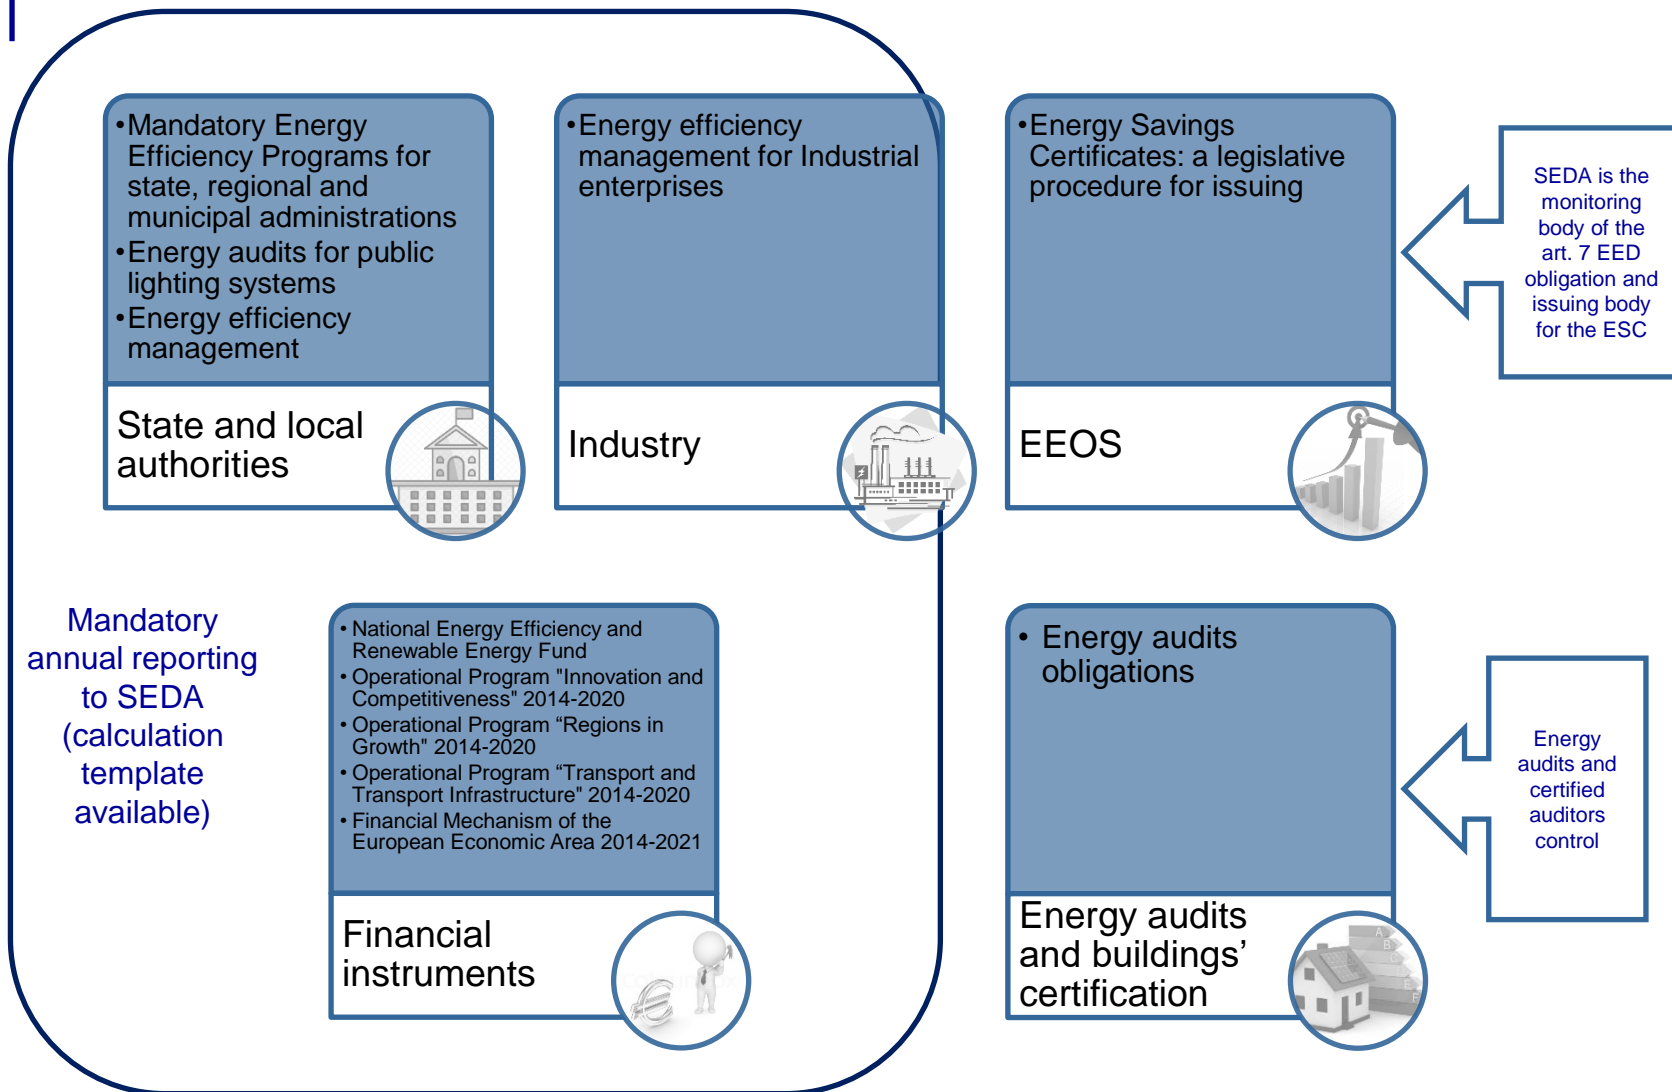 •Mandatory Energy
Efficiency Programs for
state, regional and
municipal administrations
•Energy audits for public
lighting systems
•Energy efficiency
management
State and local
authorities
•Energy efficiency
management for Industrial
enterprises
Industry
•Energy Savings
Certificates: a legislative
procedure for issuing
EEOS
SEDA is the
monitoring
body of the
art. 7 EED
obligation and
issuing body
for the ESC
Mandatory
annual reporting
to SEDA
(calculation
template
available)
• National Energy Efficiency and
Renewable Energy Fund
• Operational Program "Innovation and
Competitiveness" 2014-2020
• Operational Program “Regions in
Growth" 2014-2020
• Operational Program “Transport and
Transport Infrastructure" 2014-2020
• Financial Mechanism of the
European Economic Area 2014-2021
Financial
instruments
• Energy audits
obligations
Energy audits
and buildings’
certification
A
B
E
F
Energy
audits and
certified
auditors
control